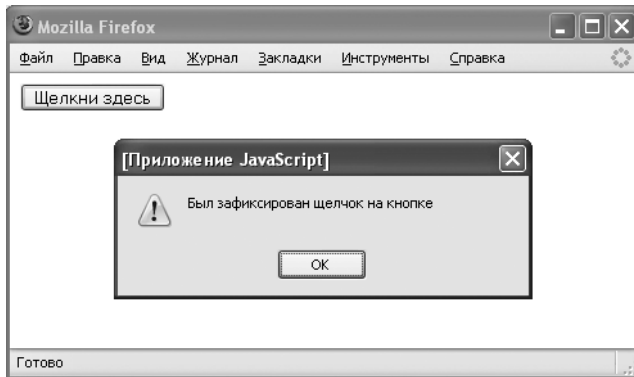 Mozilla Firefox
Файл Правка Вид Журнал Закладки Инструменты Справка
Щелкни здесь
[Приложение JavaScript]
Был зафиксирован щелчок на кнопке
OK
Готово